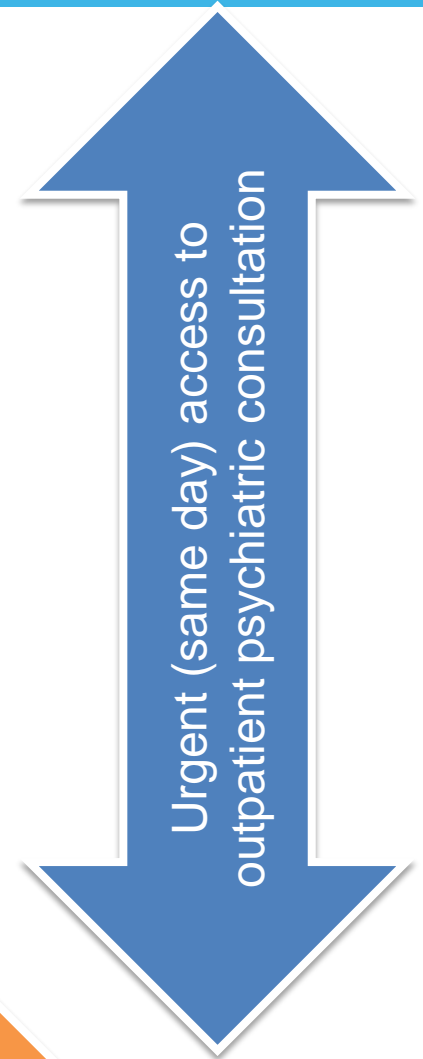 Urgent (same day) access to
outpatient psychiatric consultation